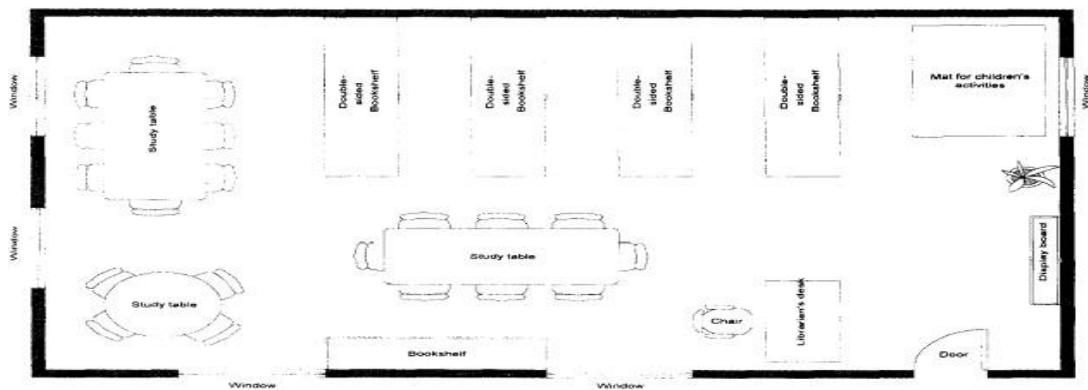 Window
Study table
Double-
sided
Bookshelf
Double-
sided
Bookshelf
Double-
sided
Bookshelf
Double-
sided
Bookshelf
Mat for children's
activities
Window
Window
Study table
Display board
Study table
Chair
Librarian's desk
Bookshelf
Door
Window
Window